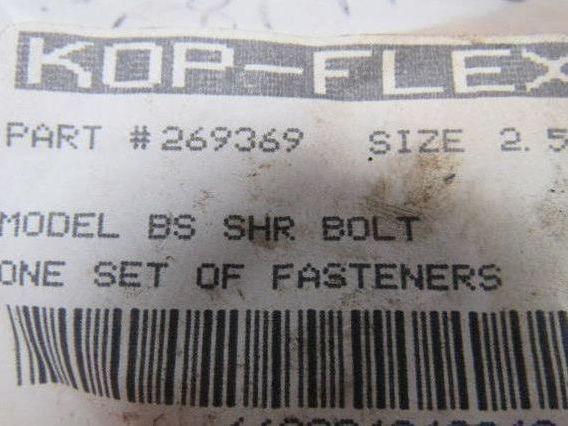 KOP-FLEX
PART #269369 SIZE 2.5
MODEL BS SHR BOLT
ONE SET OF FASTENERS